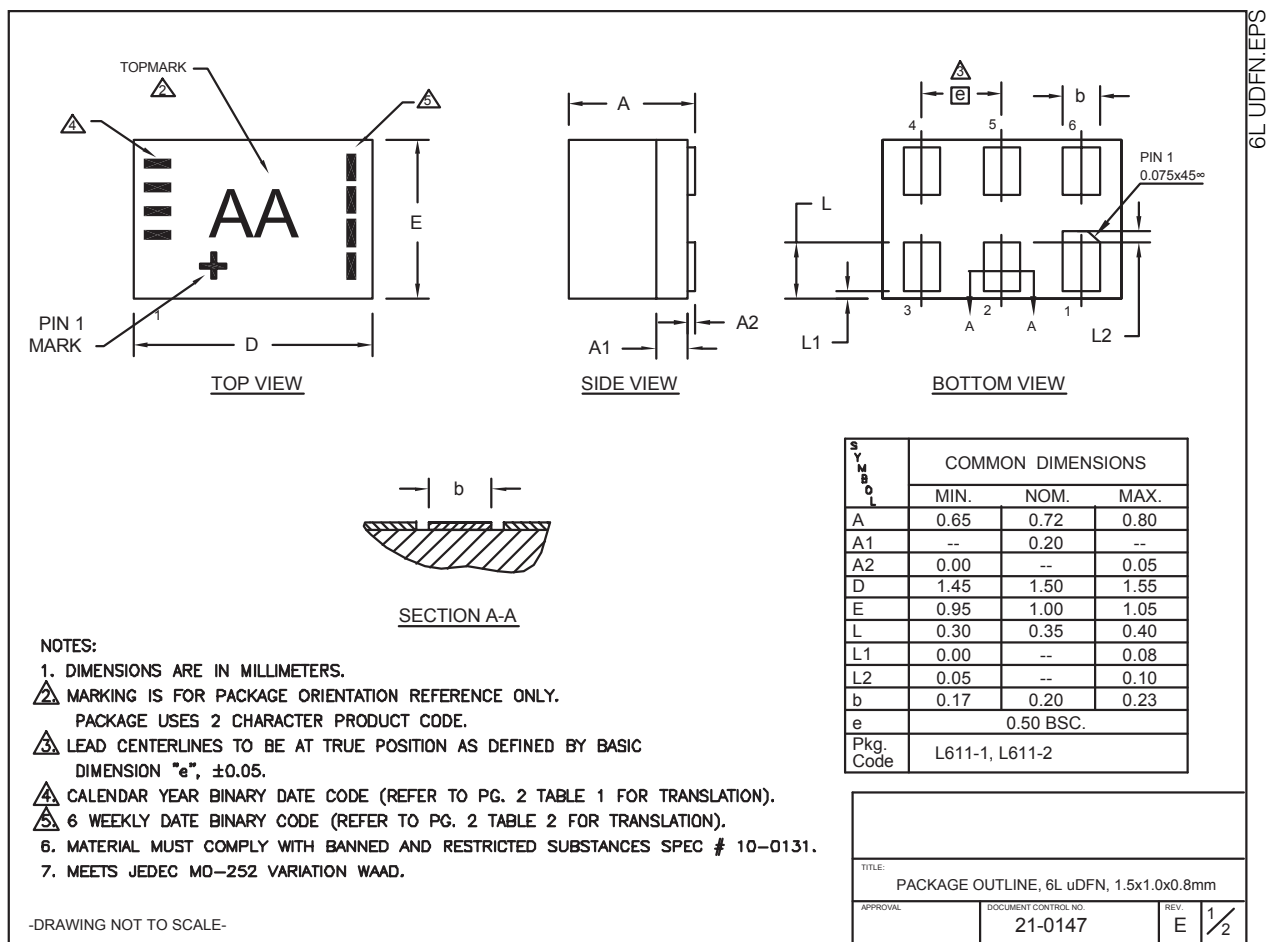 6L UDFN.EPS
TOPMARK
2
4
5
AA
E
PIN 1
MARK
1
D
TOP VIEW
A
A1
A2
SIDE VIEW
3
e
b
4
5
6
PIN 1
0.075x45∞
L
L1
3
2
1
A
A
L2
BOTTOM VIEW
b
SECTION A-A
SYMBOL
COMMON DIMENSIONS
MIN. NOM. MAX.
A 0.65 0.72 0.80
A1 -- 0.20 --
A2 0.00 -- 0.05
D 1.45 1.50 1.55
E 0.95 1.00 1.05
L 0.30 0.35 0.40
L1 0.00 -- 0.08
L2 0.05 -- 0.10
b 0.17 0.20 0.23
e 0.50 BSC.
Pkg. Code L611-1, L611-2
NOTES:
1. DIMENSIONS ARE IN MILLIMETERS.
2. MARKING IS FOR PACKAGE ORIENTATION REFERENCE ONLY.
PACKAGE USES 2 CHARACTER PRODUCT CODE.
3. LEAD CENTERLINES TO BE AT TRUE POSITION AS DEFINED BY BASIC
DIMENSION "e", ±0.05.
4. CALENDAR YEAR BINARY DATE CODE (REFER TO PG. 2 TABLE 1 FOR TRANSLATION).
5. 6 WEEKLY DATE BINARY CODE (REFER TO PG. 2 TABLE 2 FOR TRANSLATION).
6. MATERIAL MUST COMPLY WITH BANNED AND RESTRICTED SUBSTANCES SPEC # 10-0131.
7. MEETS JEDEC MO-252 VARIATION WAAD.
-DRAWING NOT TO SCALE-
TITLE:
PACKAGE OUTLINE, 6L uDFN, 1.5x1.0x0.8mm
APPROVAL
DOCUMENT CONTROL NO.
21-0147
REV.
E
1/2